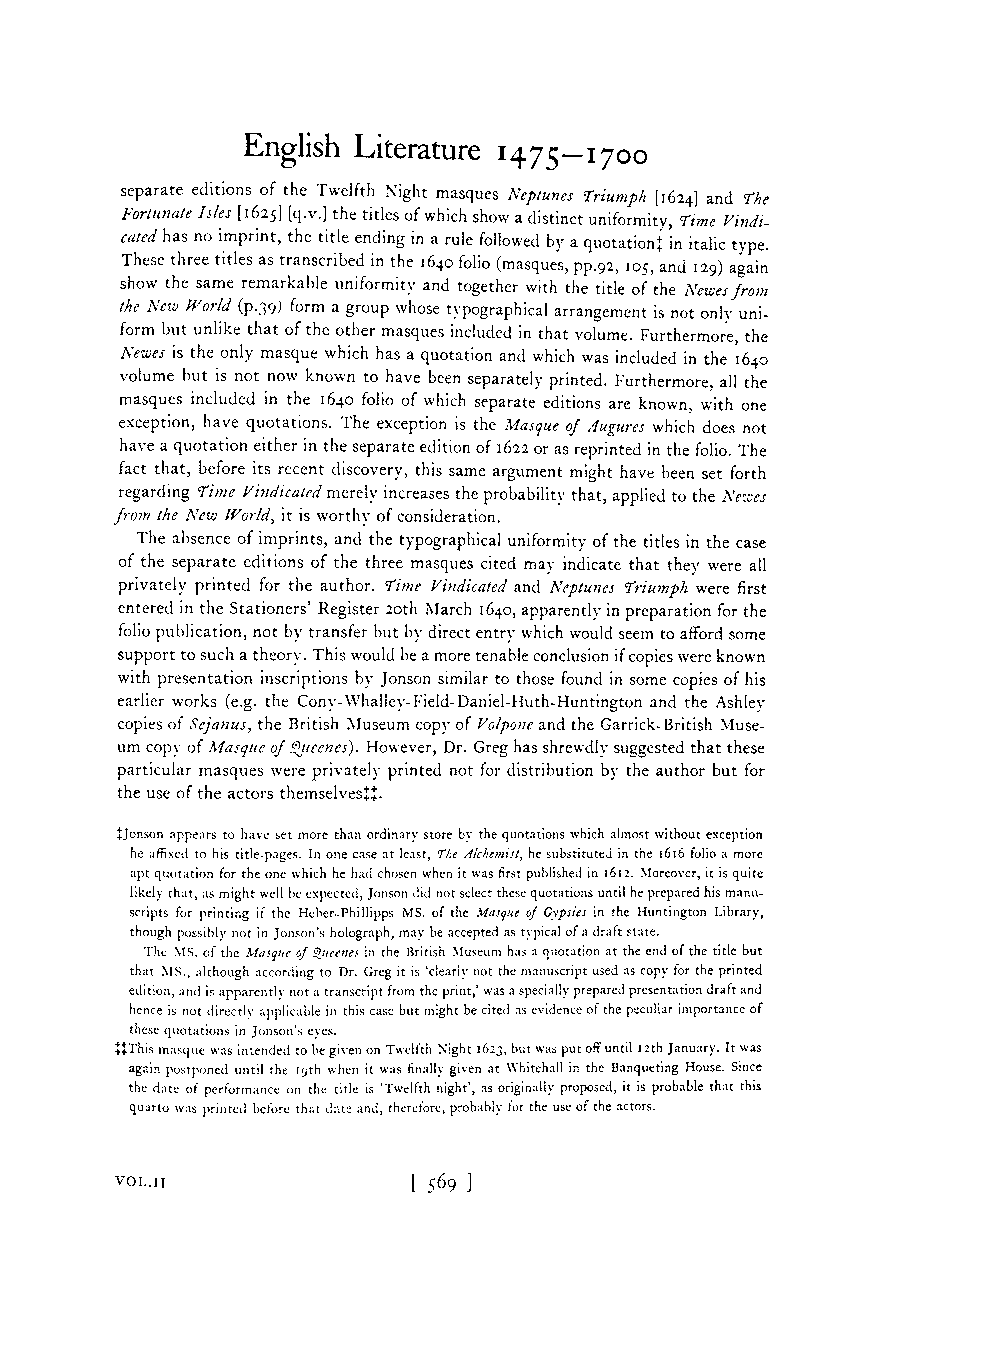 English Literature 1475–1700
separate editions of the Twelfth Night masques Neptunes Triumph [1624] and The
Fortunate Isles [1625] [q.v.] the titles of which show a distinct uniformity, Time Vindi-
cated has no imprint, the title ending in a rule followed by a quotation‡ in italic type.
These three titles as transcribed in the 1640 folio (masques, pp.92, 105, and 129) again
show the same remarkable uniformity and together with the title of the Newes from
the New World (p.39) form a group whose typographical arrangement is not only uni-
form but unlike that of the other masques included in that volume. Furthermore, the
Newes is the only masque which has a quotation and which was included in the 1640
volume but is not now known to have been separately printed. Furthermore, all the
masques included in the 1640 folio of which separate editions are known, with one
exception, have quotations. The exception is the Masque of Augures which does not
have a quotation either in the separate edition of 1622 or as reprinted in the folio. The
fact that, before its recent discovery, this same argument might have been set forth
regarding Time Vindicated merely increases the probability that, applied to the Newes
from the New World, it is worthy of consideration.
The absence of imprints, and the typographical uniformity of the titles in the case
of the separate editions of the three masques cited may indicate that they were all
privately printed for the author. Time Vindicated and Neptunes Triumph were first
entered in the Stationers' Register 20th March 1640, apparently in preparation for the
folio publication, not by transfer but by direct entry which would seem to afford some
support to such a theory. This would be a more tenable conclusion if copies were known
with presentation inscriptions by Jonson similar to those found in some copies of his
earlier works (e.g. the Cony-Whalley-Field-Daniel-Huth-Huntington and the Ashley
copies of Sejanus, the British Museum copy of Volpone and the Garrick-British Muse-
um copy of Masque of Queenes). However, Dr. Greg has shrewdly suggested that these
particular masques were privately printed not for distribution by the author but for
the use of the actors themselves‡‡.
‡Jonson appears to have set more than ordinary store by the quotations which almost without exception
he affixed to his title-pages. In one case at least, The Alchemist, he substituted in the 1616 folio a more
apt quotation for the one which he had chosen when it was first published in 1612. Moreover, it is quite
likely that, as might well be expected, Jonson did not select these quotations until he prepared his manu-
scripts for printing if the Heber-Phillipps MS. of the Masque of Gypsies in the Huntington Library,
though possibly not in Jonson's holograph, may be accepted as typical of a draft state.
The MS. of the Masque of Queenes in the British Museum has a quotation at the end of the title but
that MS., although according to Dr. Greg it is 'clearly not the manuscript used as copy for the printed
edition, and is apparently not a transcript from the print,' was a specially prepared presentation draft and
hence is not directly applicable in this case but might be cited as evidence of the peculiar importance of
these quotations in Jonson's eyes.
‡‡This masque was intended to be given on Twelfth Night 1623, but was put off until 12th January. It was
again postponed until the 19th when it was finally given at Whitehall in the Banqueting House. Since
the date of performance on the title is 'Twelfth night', as originally proposed, it is probable that this
quarto was printed before that date and, therefore, probably for the use of the actors.
VOL.II [ 569 ]